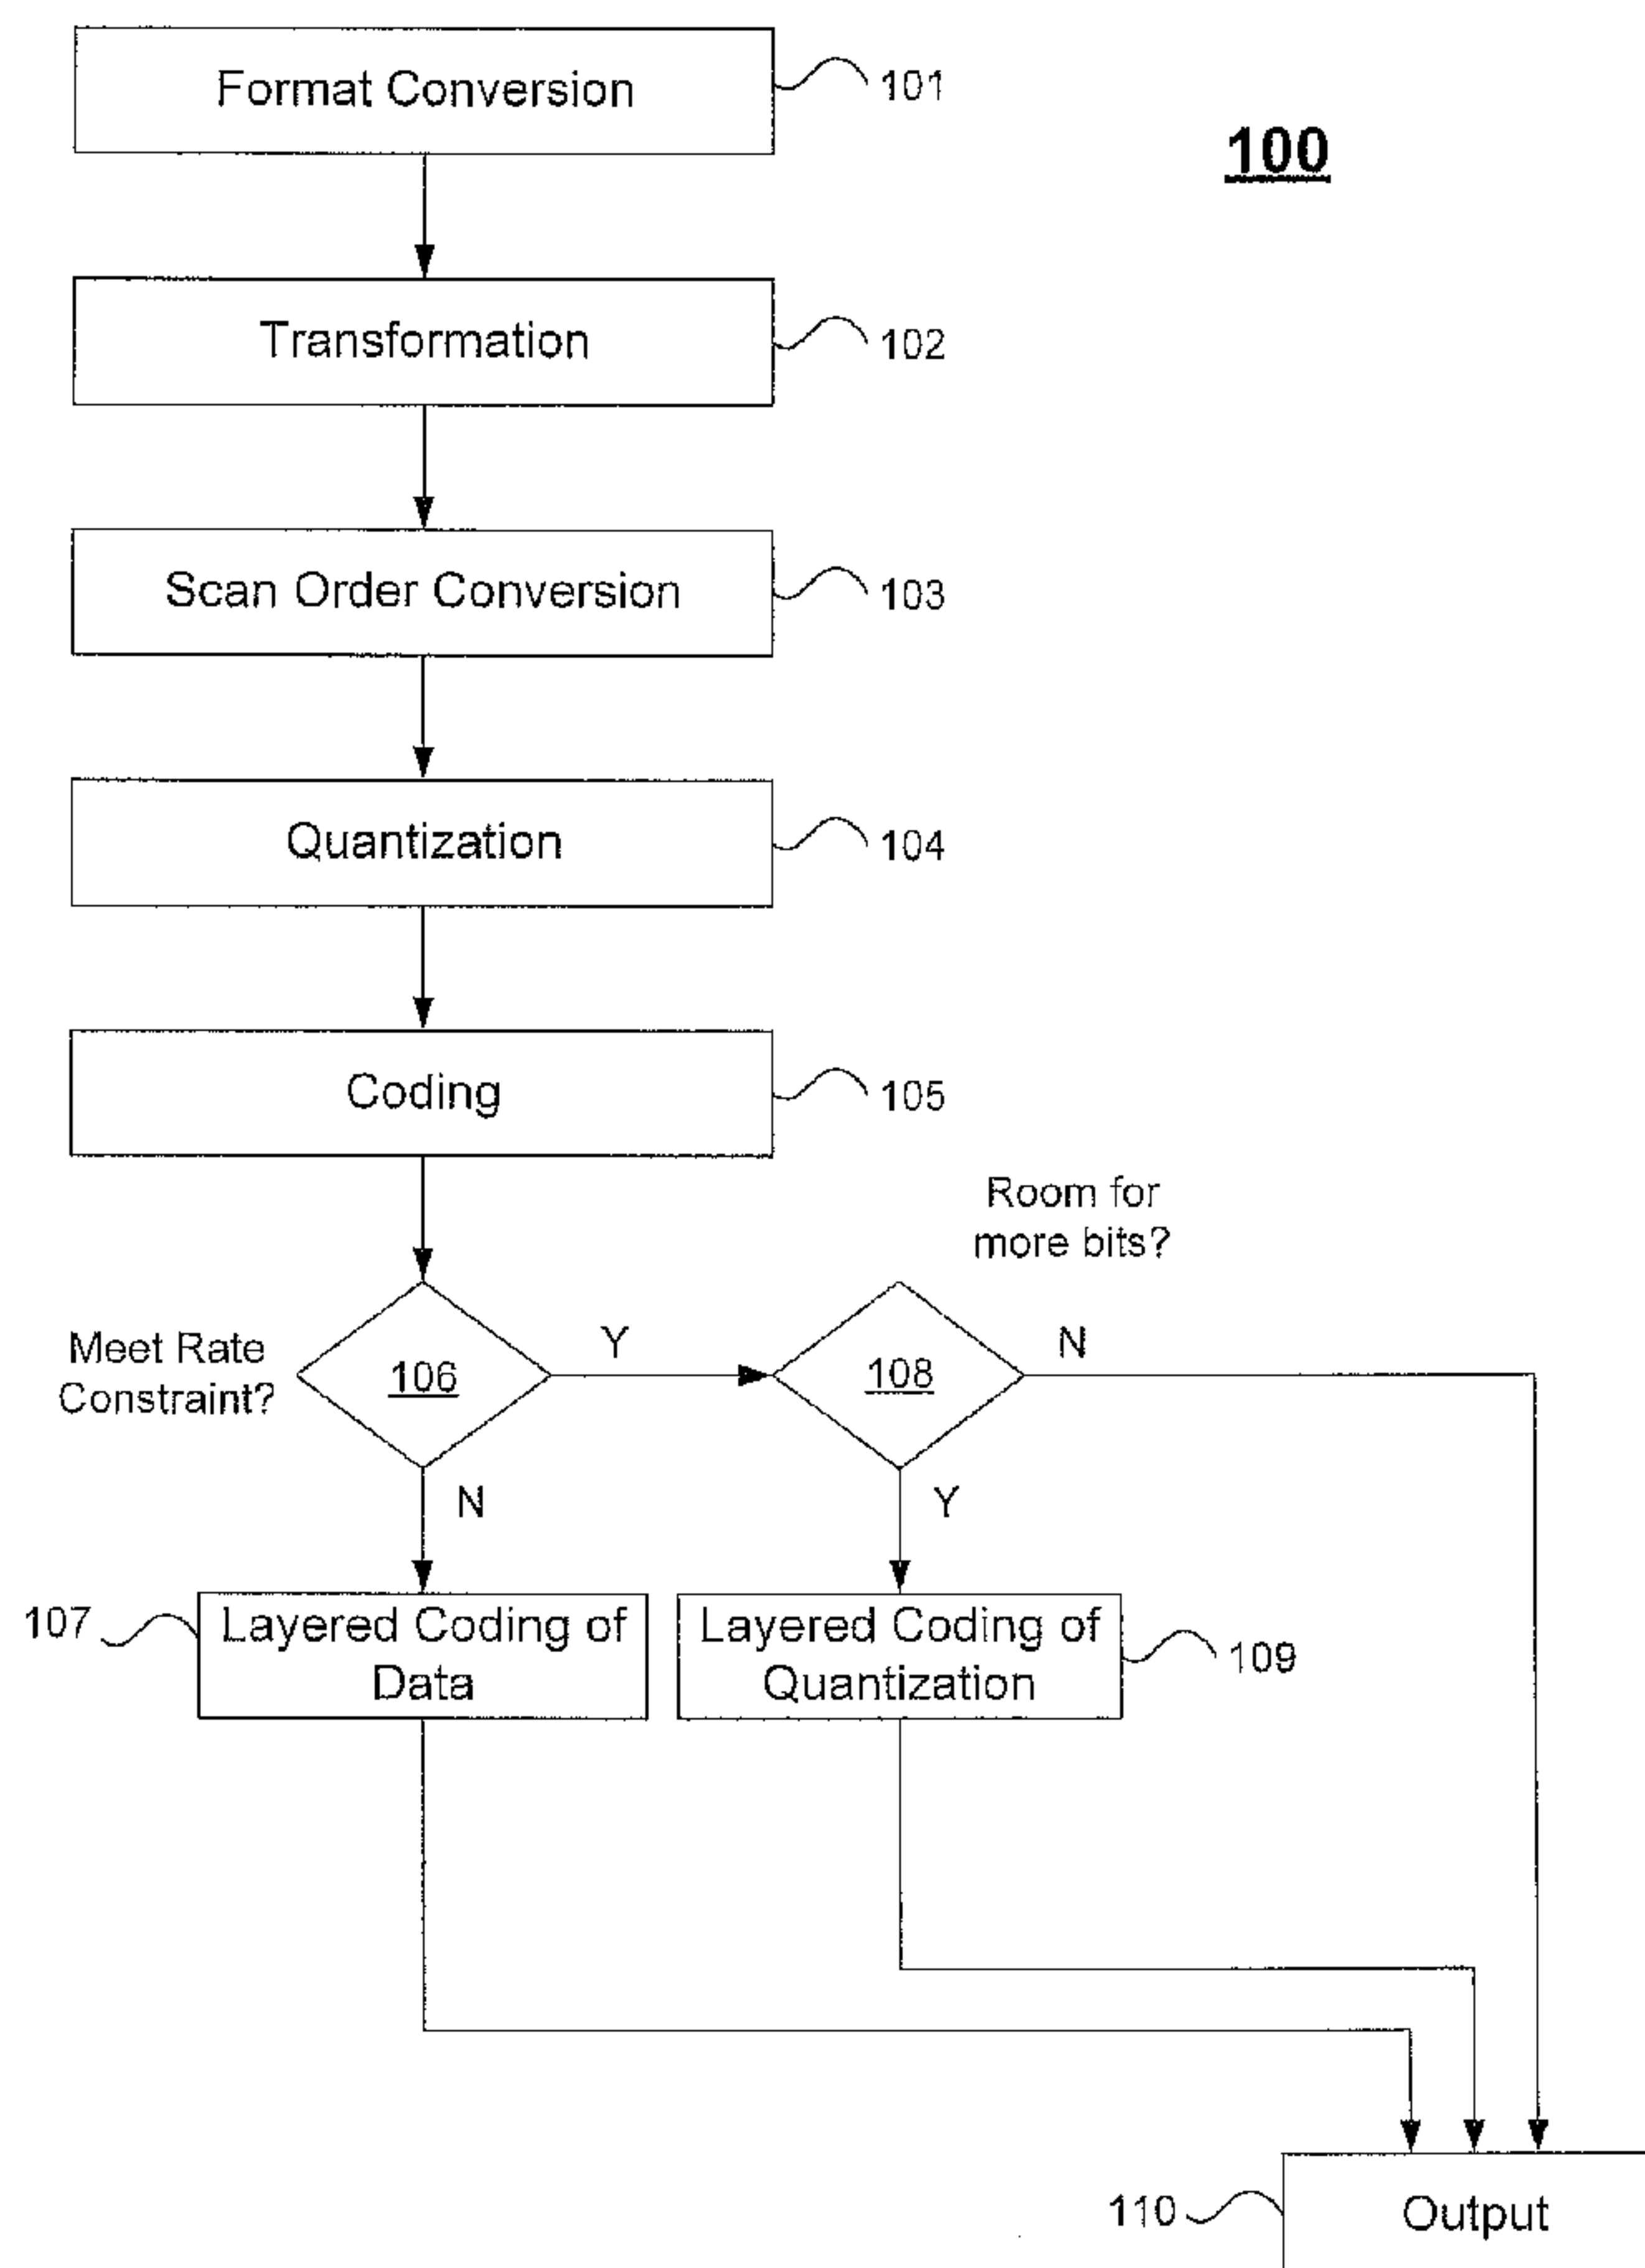 Format Conversion
101
100
Transformation
102
Scan Order Conversion
103
Quantization
104
Coding
105
Room for
more bits?
Meet Rate
Constraint?
106
Y
108
N
N
Y
107
Layered Coding of
Data
Layered Coding of
Quantization
109
110
Output